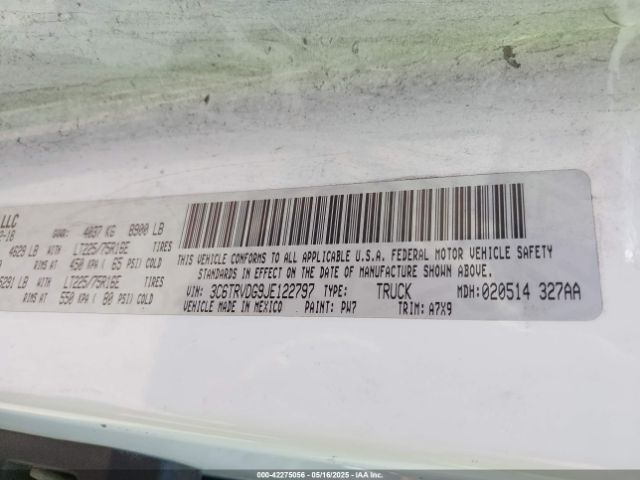 LLC
GVWR: 4037 KG 8900 LB
4629 LB WITH LT225/75R16E TIRES
RIMS AT 450 KPA ( 65 PSI) COLD
LB WITH LT225/75R16E TIRES
RIMS AT 550 KPA ( 80 PSI) COLD
THIS VEHICLE CONFORMS TO ALL APPLICABLE U.S.A. FEDERAL MOTOR VEHICLE SAFETY
STANDARDS IN EFFECT ON THE DATE OF MANUFACTURE SHOWN ABOVE.
VIN: 3C6TRVDG9JE122797 TYPE: TRUCK MDH: 020514 327AA
VEHICLE MADE IN MEXICO PAINT: PW7 TRIM: A7X9
000-42275056 - 05/16/2025 - IAAI Copart